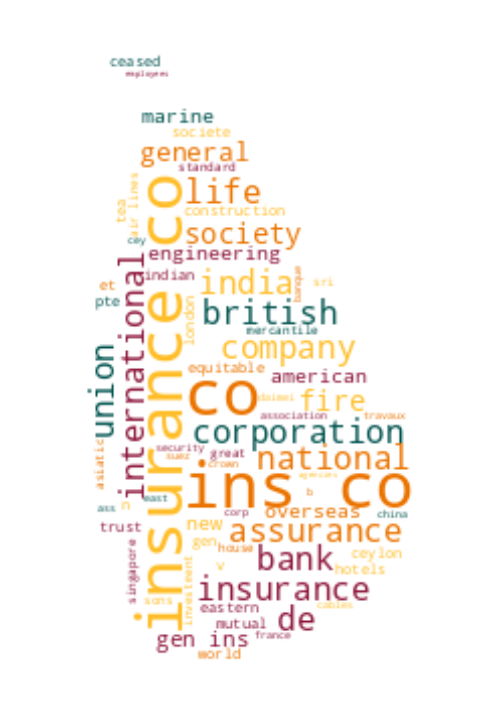 ceased
employees
marine
societe
general
standard
life
construction
tea
air lines
insurance co
society
cey
engineering
international
indian
india
banque
sri
et
pte
london
british
mercantile
union
company
equitable
american
co
daimei
fire
association
travaux
corporation
asiatic
security
suez
great
crown
national
ins co
agencies
b
east
ass
n
corp
overseas
china
trust
new
assurance
gen
house
bank
ceylon
singapore
v
hotels
investment
insurance
sons
eastern
cables
mutual
de
gen ins
france
world